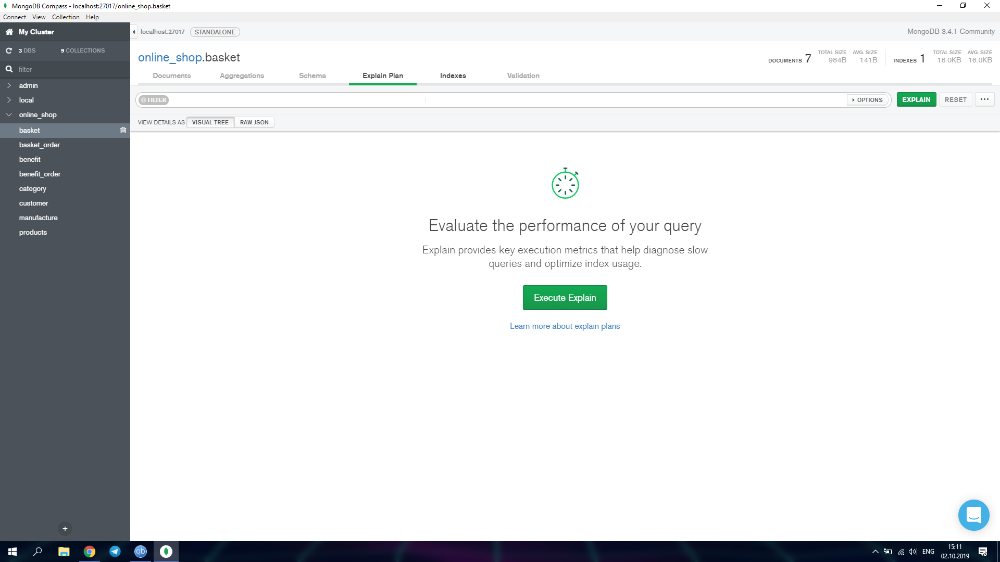 MongoDB Compass - localhost:27017/online_shop.basket
Connect View Collection Help
My Cluster
3 DBS 9 COLLECTIONS
filter
admin
local
online_shop
basket
basket_order
benefit
benefit_order
category
customer
manufacture
products
+
localhost:27017 STANDALONE
MongoDB 3.4.1 Community
online_shop.basket
DOCUMENTS 7 TOTAL SIZE 984B AVG. SIZE 141B INDEXES 1 TOTAL SIZE 16.0KB AVG. SIZE 16.0KB
Documents Aggregations Schema Explain Plan Indexes Validation
FILTER OPTIONS EXPLAIN RESET ...
VIEW DETAILS AS VISUAL TREE RAW JSON
Evaluate the performance of your query
Explain provides key execution metrics that help diagnose slow
queries and optimize index usage.
Execute Explain
Learn more about explain plans
qb
ENG
15:11
02.10.2019